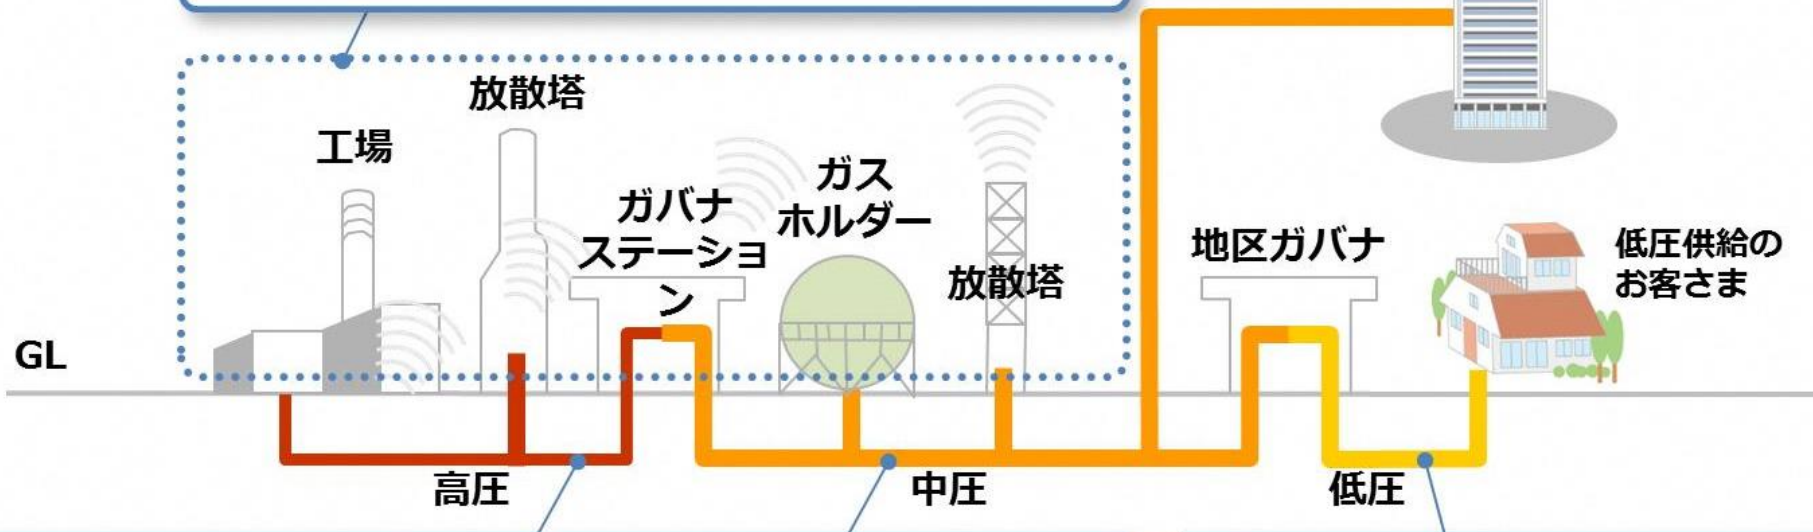 放散塔
工場
ガス
ホルダー
ガバナ
ステーショ
ン
放散塔
地区ガバナ
低圧供給の
お客さま
GL
高圧
中圧
低圧